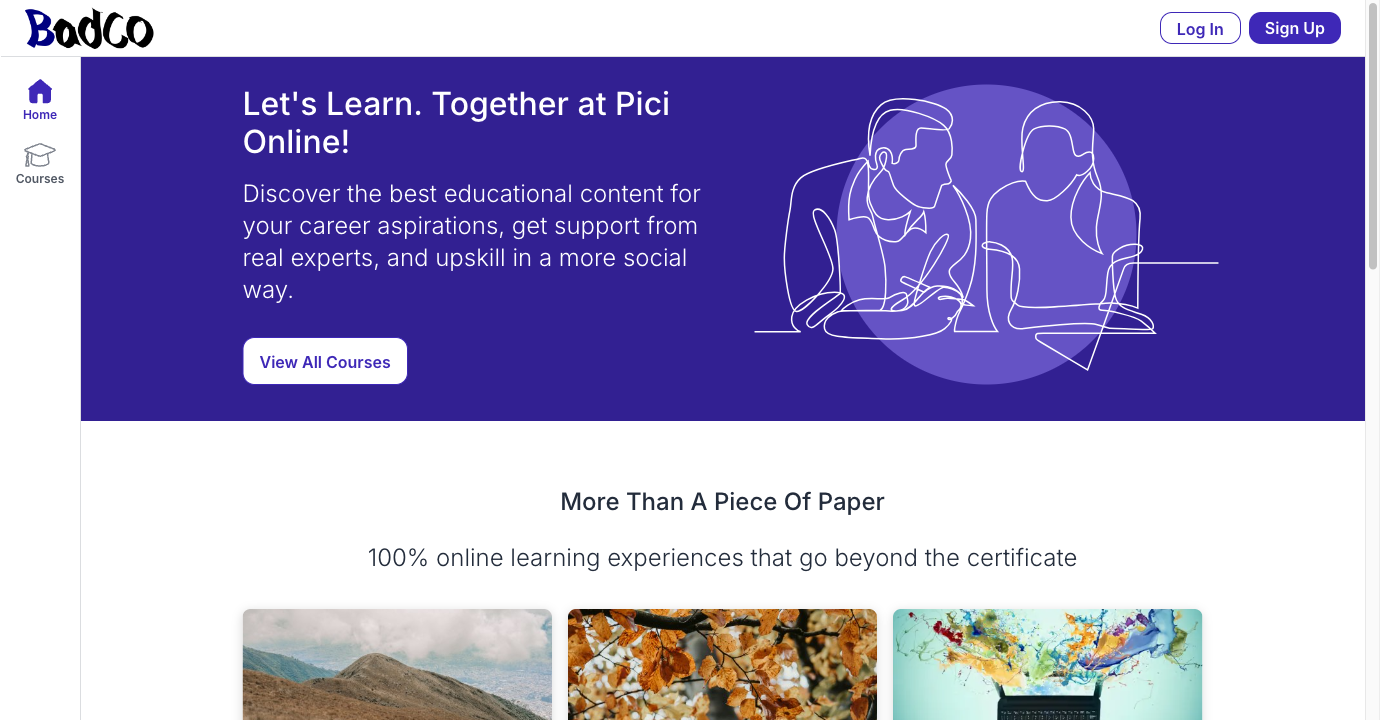 BadCo
Log In
Sign Up
Home
Courses
Let's Learn. Together at Pici
Online!
Discover the best educational content for
your career aspirations, get support from
real experts, and upskill in a more social
way.
View All Courses
More Than A Piece Of Paper
100% online learning experiences that go beyond the certificate